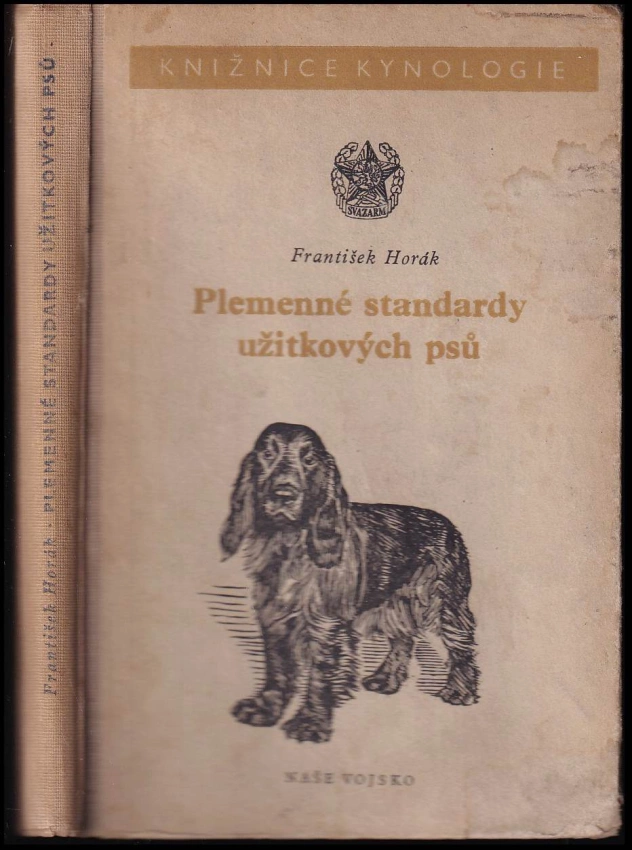 KNIŽNICE KYNOLOGIE
SVAZARM
František Horák
Plemenné standardy
užitkových psů
NAŠE VOJSKO
František Horák · PLEMENNÉ STANDARDY UŽITKOVÝCH PSŮ ·